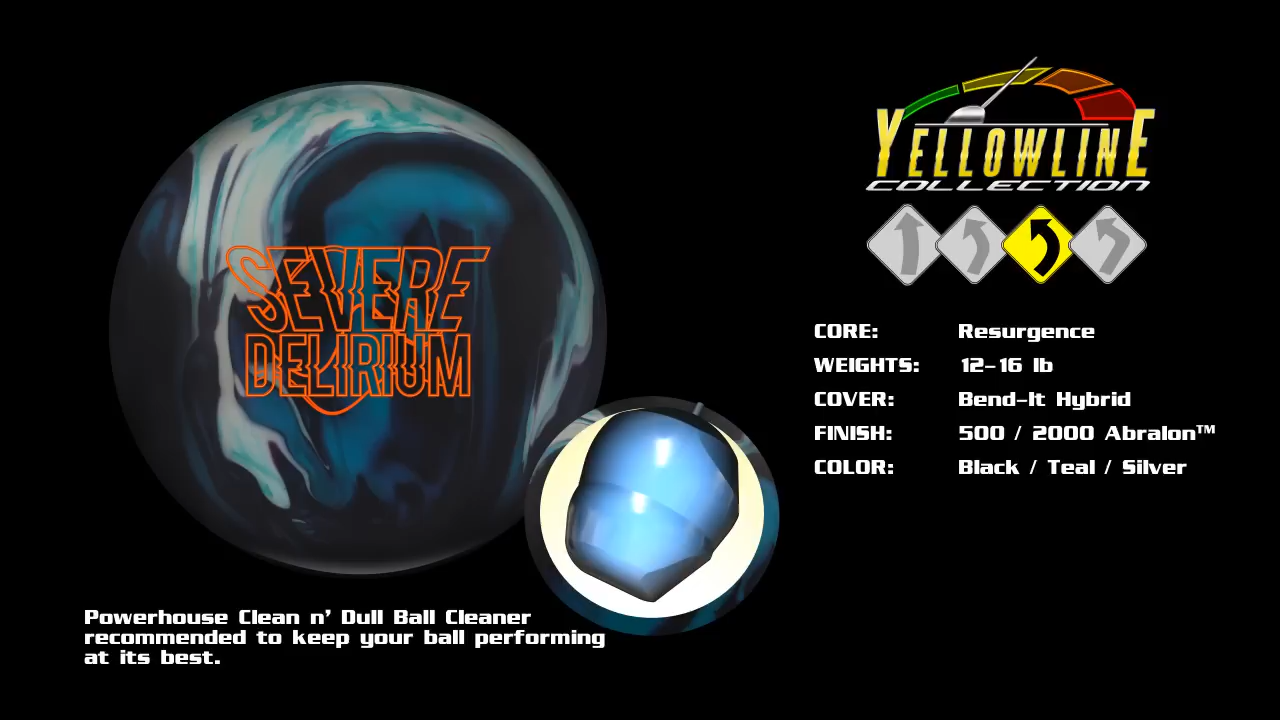 YELLOWLINE
COLLECTION
SEVERE
DELIRIUM
CORE: Resurgence
WEIGHTS: 12-16 lb
COVER: Bend-It Hybrid
FINISH: 500 / 2000 Abralon™
COLOR: Black / Teal / Silver
Powerhouse Clean n' Dull Ball Cleaner
recommended to keep your ball performing
at its best.